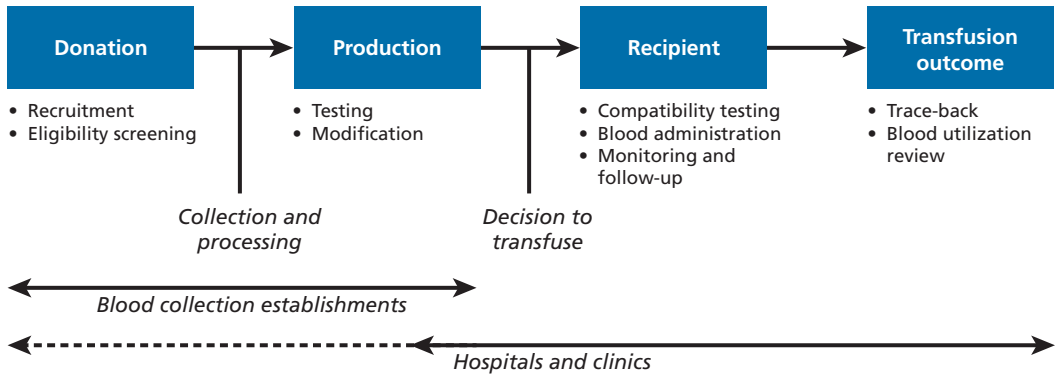 Donation
Production
Recipient
Transfusion
outcome
• Recruitment
• Eligibility screening
• Testing
• Modification
• Compatibility testing
• Blood administration
• Monitoring and
follow-up
• Trace-back
• Blood utilization
review
Collection and
processing
Decision to
transfuse
Blood collection establishments
Hospitals and clinics